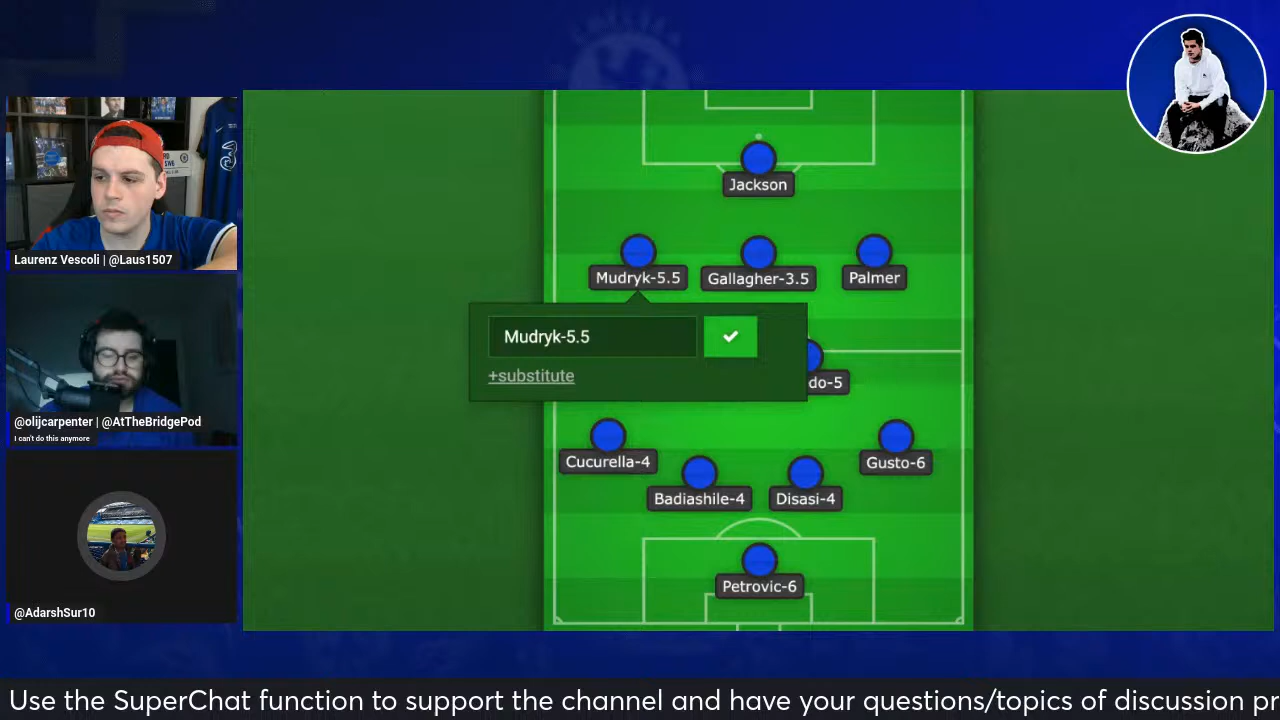 Laurenz Vescoli | @Laus1507
@olijcarpenter | @AtTheBridgePod
I can't do this anymore
@AdarshSur10
Jackson
Mudryk-5.5
Gallagher-3.5
Palmer
Mudryk-5.5
+substitute
do-5
Cucurella-4
Gusto-6
Badiashile-4
Disasi-4
Petrovic-6
Use the SuperChat function to support the channel and have your questions/topics of discussion pr